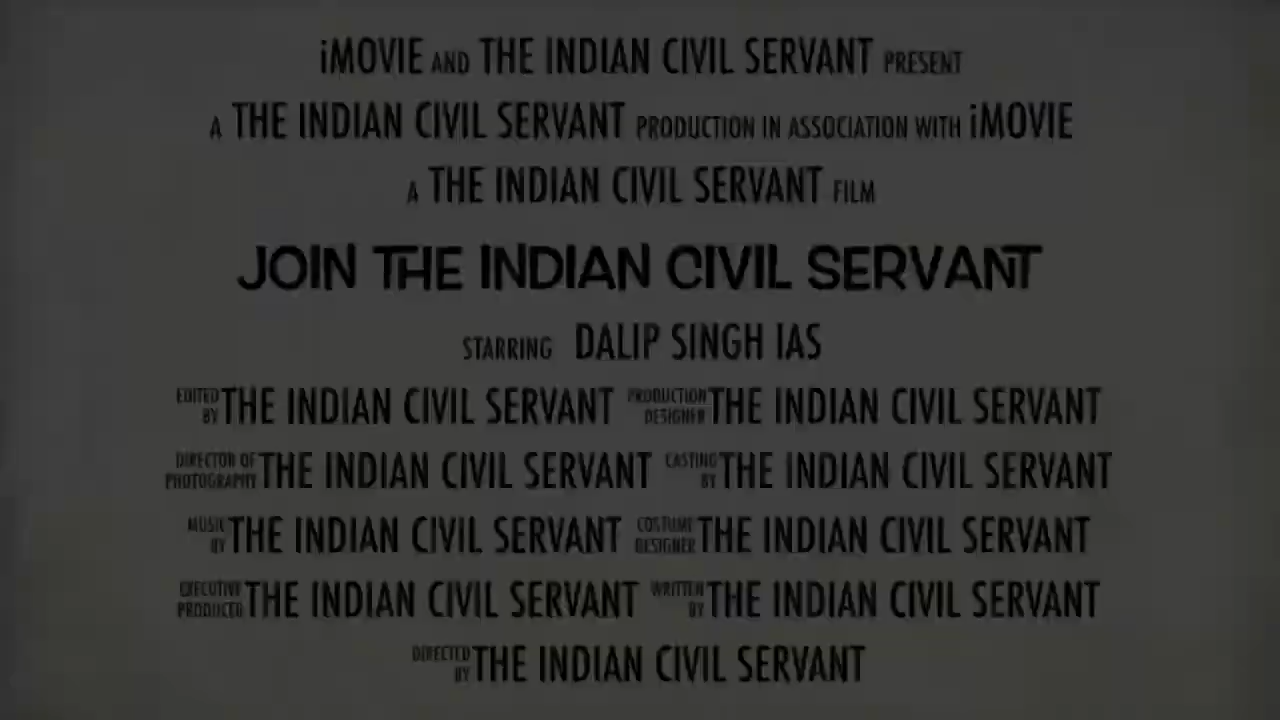 iMOVIE AND THE INDIAN CIVIL SERVANT PRESENT
A THE INDIAN CIVIL SERVANT PRODUCTION IN ASSOCIATION WITH iMOVIE
A THE INDIAN CIVIL SERVANT FILM
JOIN THE INDIAN CIVIL SERVANT
STARRING DALIP SINGH IAS
EDITED BY THE INDIAN CIVIL SERVANT PRODUCTION DESIGNER THE INDIAN CIVIL SERVANT
DIRECTOR OF PHOTOGRAPHY THE INDIAN CIVIL SERVANT CASTING BY THE INDIAN CIVIL SERVANT
MUSIC BY THE INDIAN CIVIL SERVANT COSTUME DESIGNER THE INDIAN CIVIL SERVANT
EXECUTIVE PRODUCER THE INDIAN CIVIL SERVANT WRITTEN BY THE INDIAN CIVIL SERVANT
DIRECTED BY THE INDIAN CIVIL SERVANT